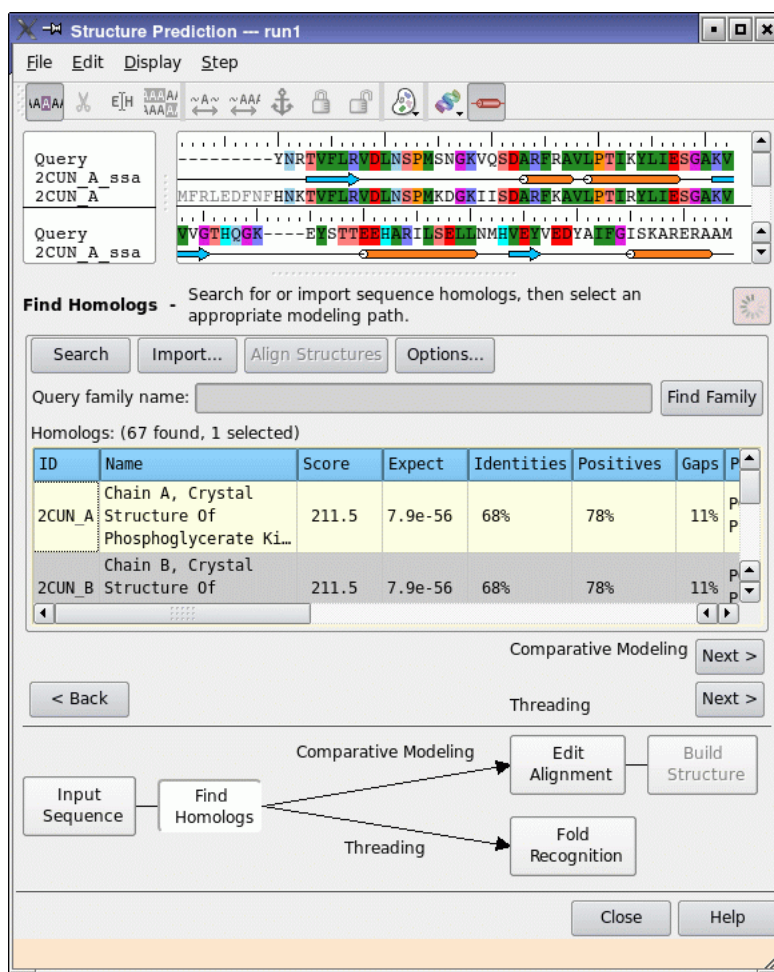 Structure Prediction --- run1
File Edit Display Step
Query
2CUN_A_ssa
2CUN_A
---------YNRTVFLRVDLNSPMSNGKVQSDARFRAVLPTIKYLIESGAKV
MFRLEDFNFHNKTVFLRVDLNSPMKDGKIISDARFKAVLPTIRYLIESGAKV
Query
2CUN_A_ssa
VVGTHQGK----EYSTTEEHARILSELLNMHVEYVEDYAIFGISKARERAAM
Find Homologs - Search for or import sequence homologs, then select an
appropriate modeling path.
Search Import... Align Structures Options...
Query family name: Find Family
Homologs: (67 found, 1 selected)
ID Name Score Expect Identities Positives Gaps P
2CUN_A Chain A, Crystal Structure Of Phosphoglycerate Ki… 211.5 7.9e-56 68% 78% 11% P P
2CUN_B Chain B, Crystal Structure Of 211.5 7.9e-56 68% 78% 11% P P
Comparative Modeling Next >
< Back Threading Next >
Input Sequence
Find Homologs
Comparative Modeling
Threading
Edit Alignment
Build Structure
Fold Recognition
Close Help